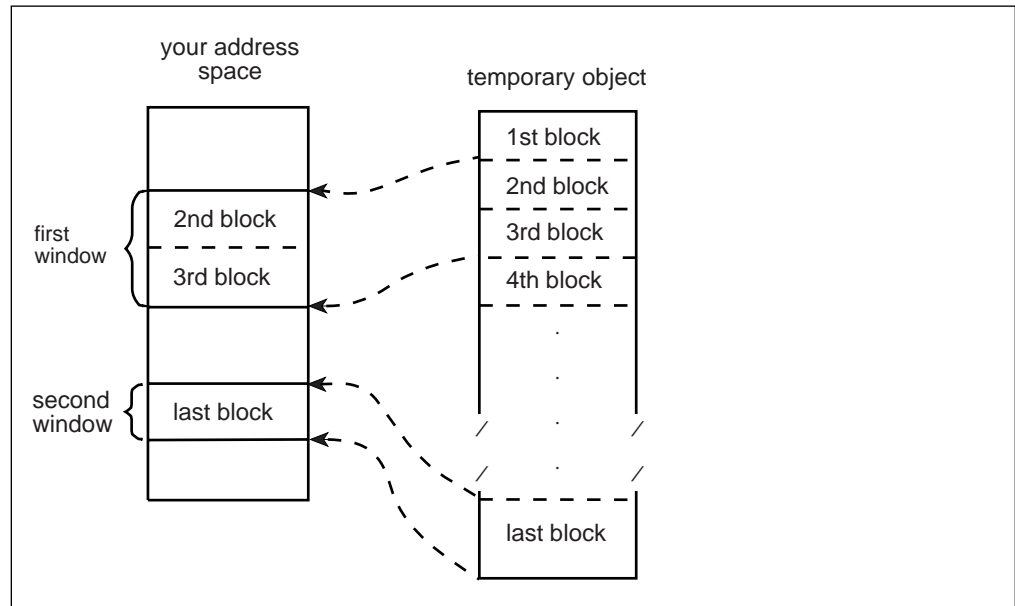 your address
space
temporary object
first
window
2nd block
3rd block
second
window
last block
1st block
2nd block
3rd block
4th block
last block